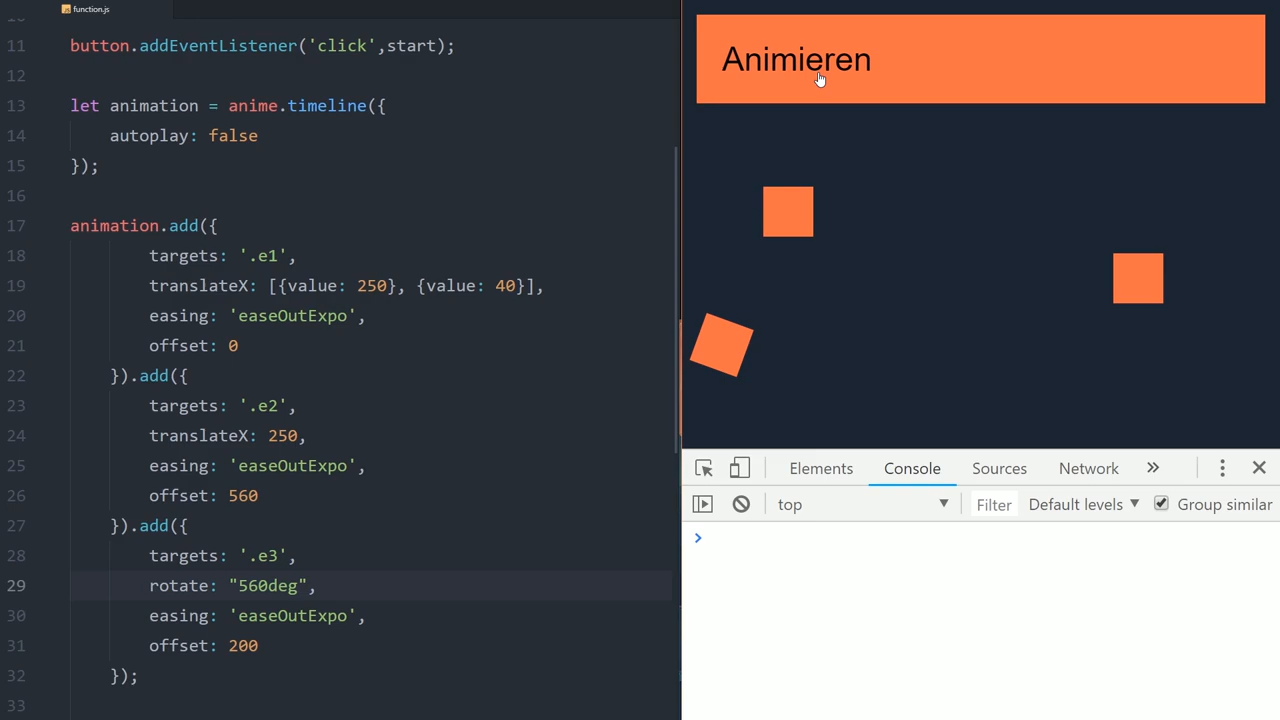 function.js
11 button.addEventListener('click',start);
12
13 let animation = anime.timeline({
14 autoplay: false
15 });
16
17 animation.add({
18 targets: '.e1',
19 translateX: [{value: 250}, {value: 40}],
20 easing: 'easeOutExpo',
21 offset: 0
22 }).add({
23 targets: '.e2',
24 translateX: 250,
25 easing: 'easeOutExpo',
26 offset: 560
27 }).add({
28 targets: '.e3',
29 rotate: "560deg",
30 easing: 'easeOutExpo',
31 offset: 200
32 });
33
Animieren
Elements Console Sources Network
top Filter Default levels Group similar